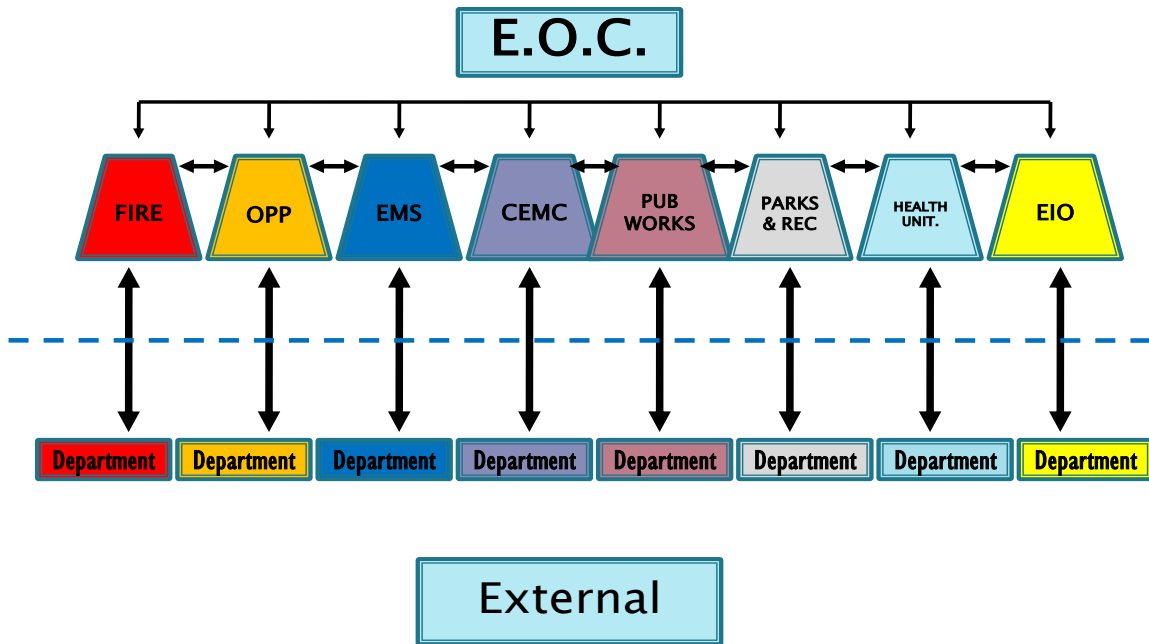 E.O.C.
FIRE
OPP
EMS
CEMC
PUB
WORKS
PARKS
& REC
HEALTH
UNIT.
EIO
Department
Department
Department
Department
Department
Department
Department
Department
External